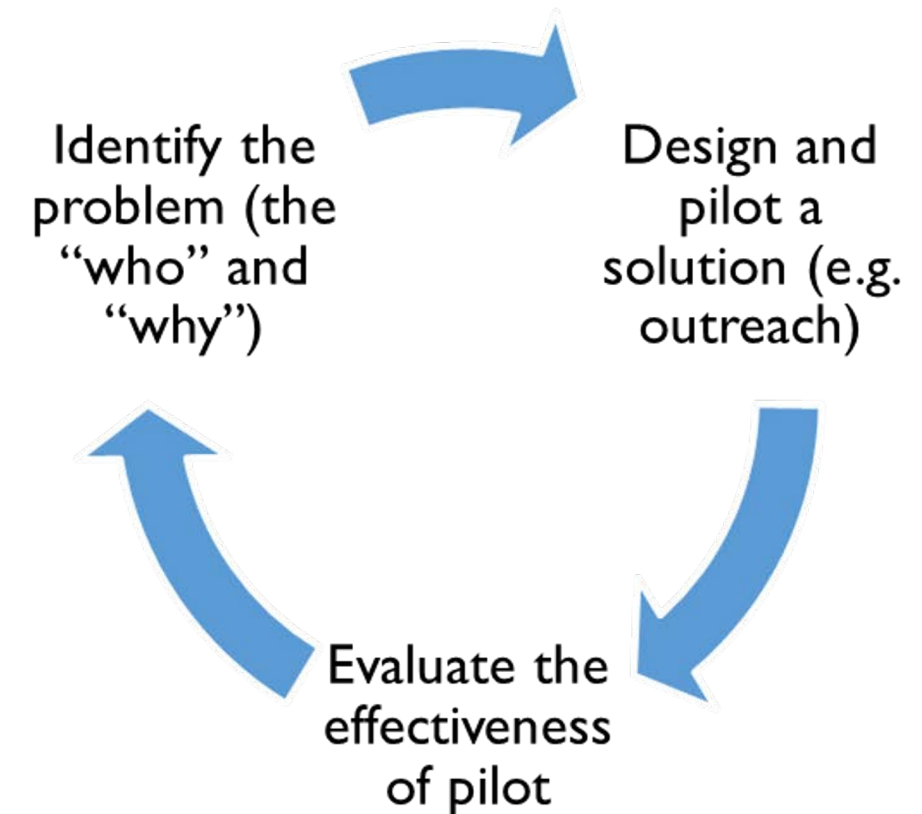 Identify the
problem (the
“who” and
“why”)
Design and
pilot a
solution (e.g.
outreach)
Evaluate the
effectiveness
of pilot